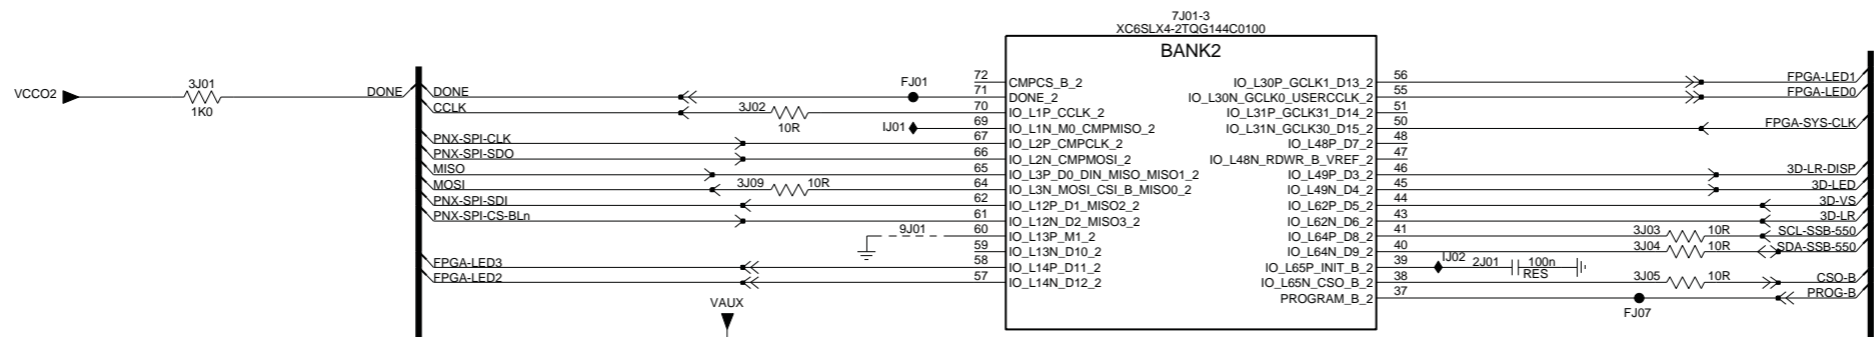 7J01-3
XC6SLX4-2TQG144C0100
BANK2
VCCO2
3J01
1K0
DONE
DONE
FJ01
72
CMPCS_B_2
71
DONE_2
CCLK
3J02
10R
70
IO_L1P_CCLK_2
IJ01
69
IO_L1N_M0_CMPMISO_2
PNX-SPI-CLK
67
IO_L2P_CMPCLK_2
PNX-SPI-SDO
66
IO_L2N_CMPMOSI_2
MISO
65
IO_L3P_D0_DIN_MISO_MISO1_2
MOSI
3J09
10R
64
IO_L3N_MOSI_CSI_B_MISO0_2
PNX-SPI-SDI
62
IO_L12P_D1_MISO2_2
PNX-SPI-CS-BLn
61
IO_L12N_D2_MISO3_2
9J01
60
IO_L13P_M1_2
59
IO_L13N_D10_2
FPGA-LED3
58
IO_L14P_D11_2
FPGA-LED2
57
IO_L14N_D12_2
VAUX
IO_L30P_GCLK1_D13_2
56
FPGA-LED1
IO_L30N_GCLK0_USERCCLK_2
55
FPGA-LED0
IO_L31P_GCLK31_D14_2
51
IO_L31N_GCLK30_D15_2
50
FPGA-SYS-CLK
IO_L48P_D7_2
48
IO_L48N_RDWR_B_VREF_2
47
IO_L49P_D3_2
46
3D-LR-DISP
IO_L49N_D4_2
45
3D-LED
IO_L62P_D5_2
44
3D-VS
IO_L62N_D6_2
43
3D-LR
IO_L64P_D8_2
41
3J03
10R
SCL-SSB-550
IO_L64N_D9_2
40
3J04
10R
SDA-SSB-550
IO_L65P_INIT_B_2
39
IJ02
2J01
100n
RES
IO_L65N_CSO_B_2
38
3J05
10R
CSO-B
PROGRAM_B_2
37
FJ07
PROG-B